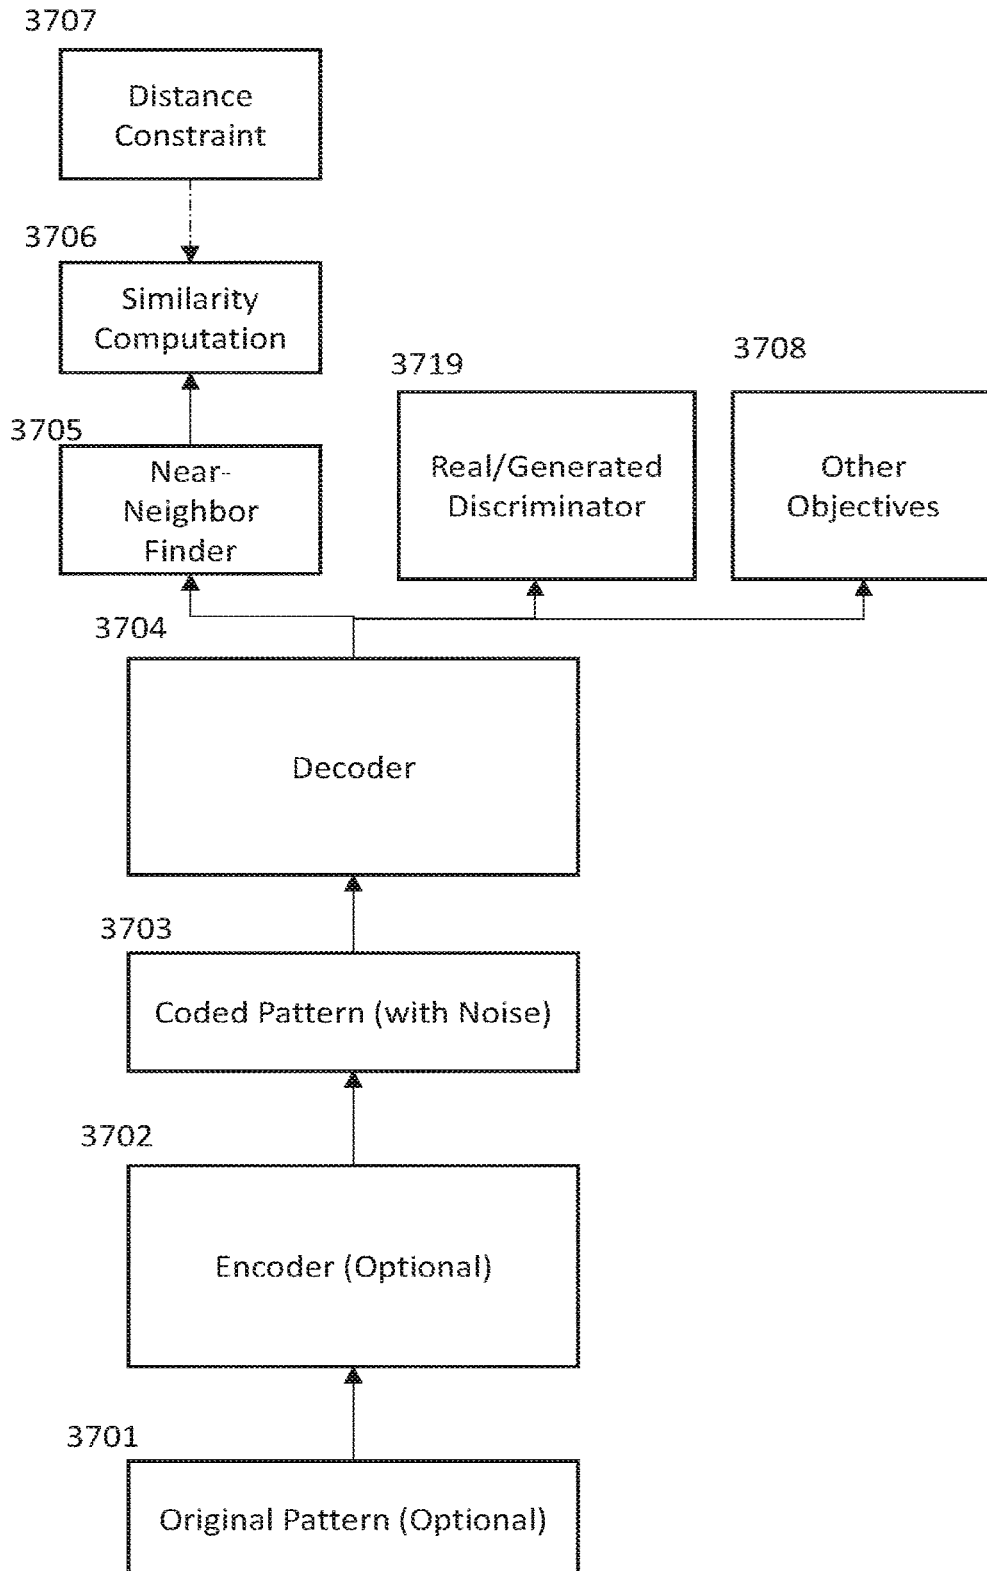 3707
Distance
Constraint
3706
Similarity
Computation
3719
3708
3705
Near-
Neighbor
Finder
Real/Generated
Discriminator
Other
Objectives
3704
Decoder
3703
Coded Pattern (with Noise)
3702
Encoder (Optional)
3701
Original Pattern (Optional)